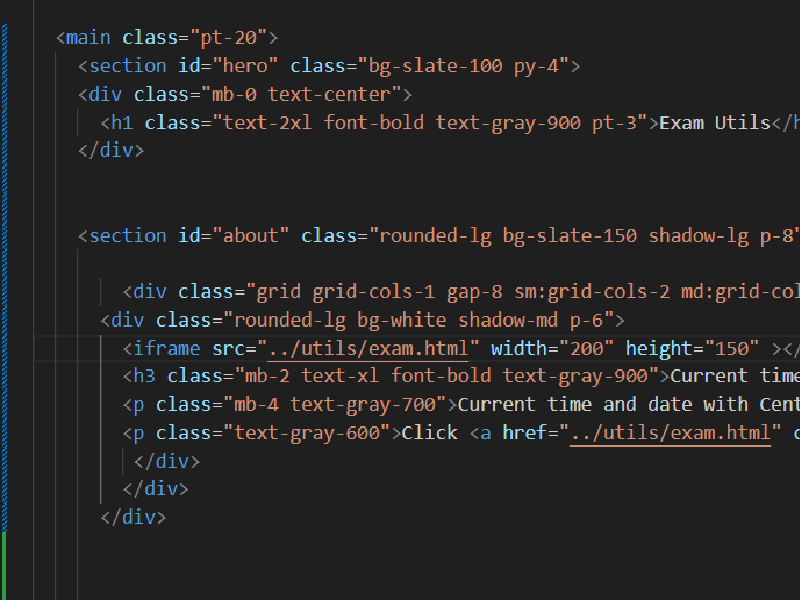 <main class="pt-20">
<section id="hero" class="bg-slate-100 py-4">
<div class="mb-0 text-center">
<h1 class="text-2xl font-bold text-gray-900 pt-3">Exam Utils</h
</div>
<section id="about" class="rounded-lg bg-slate-150 shadow-lg p-8"
<div class="grid grid-cols-1 gap-8 sm:grid-cols-2 md:grid-col
<div class="rounded-lg bg-white shadow-md p-6">
<iframe src="../utils/exam.html" width="200" height="150" ></
<h3 class="mb-2 text-xl font-bold text-gray-900">Current time
<p class="mb-4 text-gray-700">Current time and date with Cent
<p class="text-gray-600">Click <a href="../utils/exam.html" c
</div>
</div>
</div>